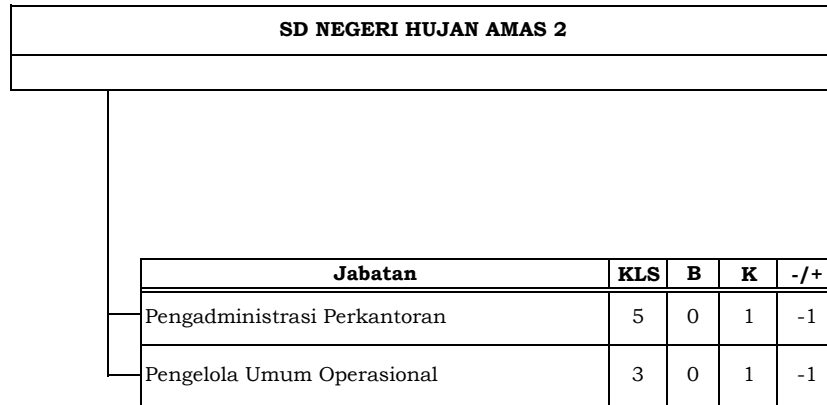 SD NEGERI HUJAN AMAS 2
Jabatan KLS B K -/+
Pengadministrasi Perkantoran 5 0 1 -1
Pengelola Umum Operasional 3 0 1 -1